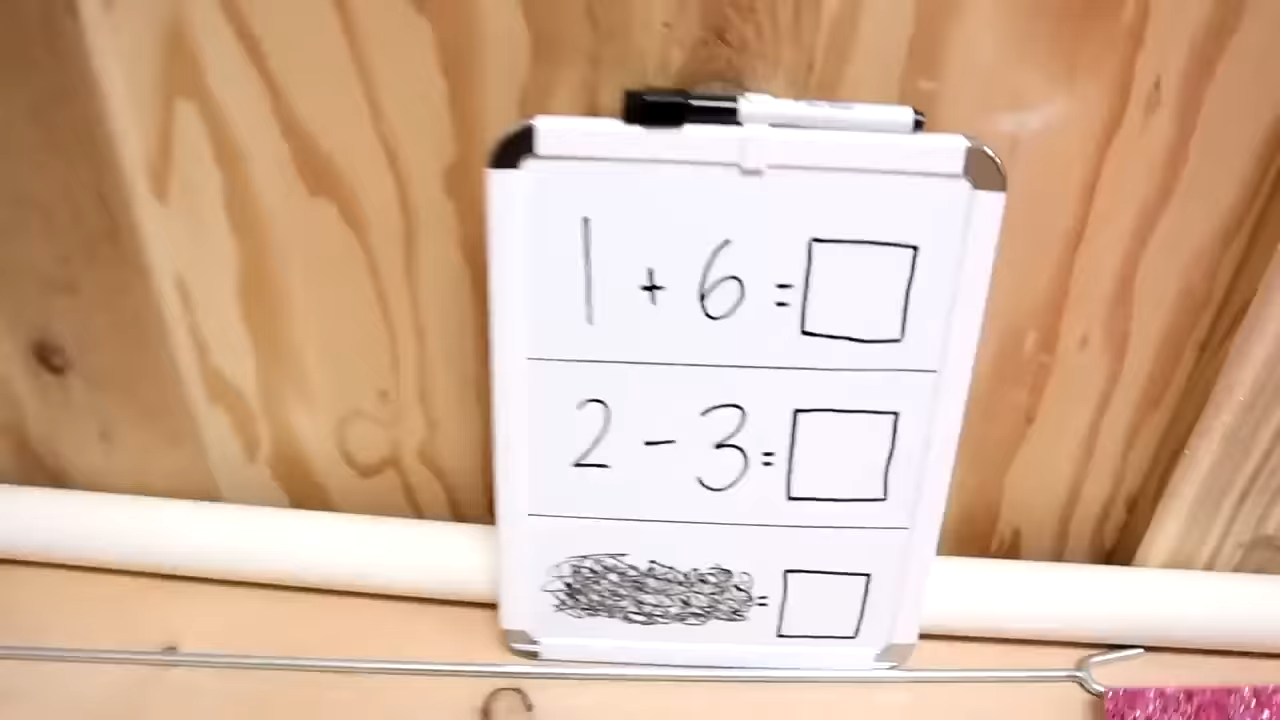 1 + 6 =
2 - 3 =
=